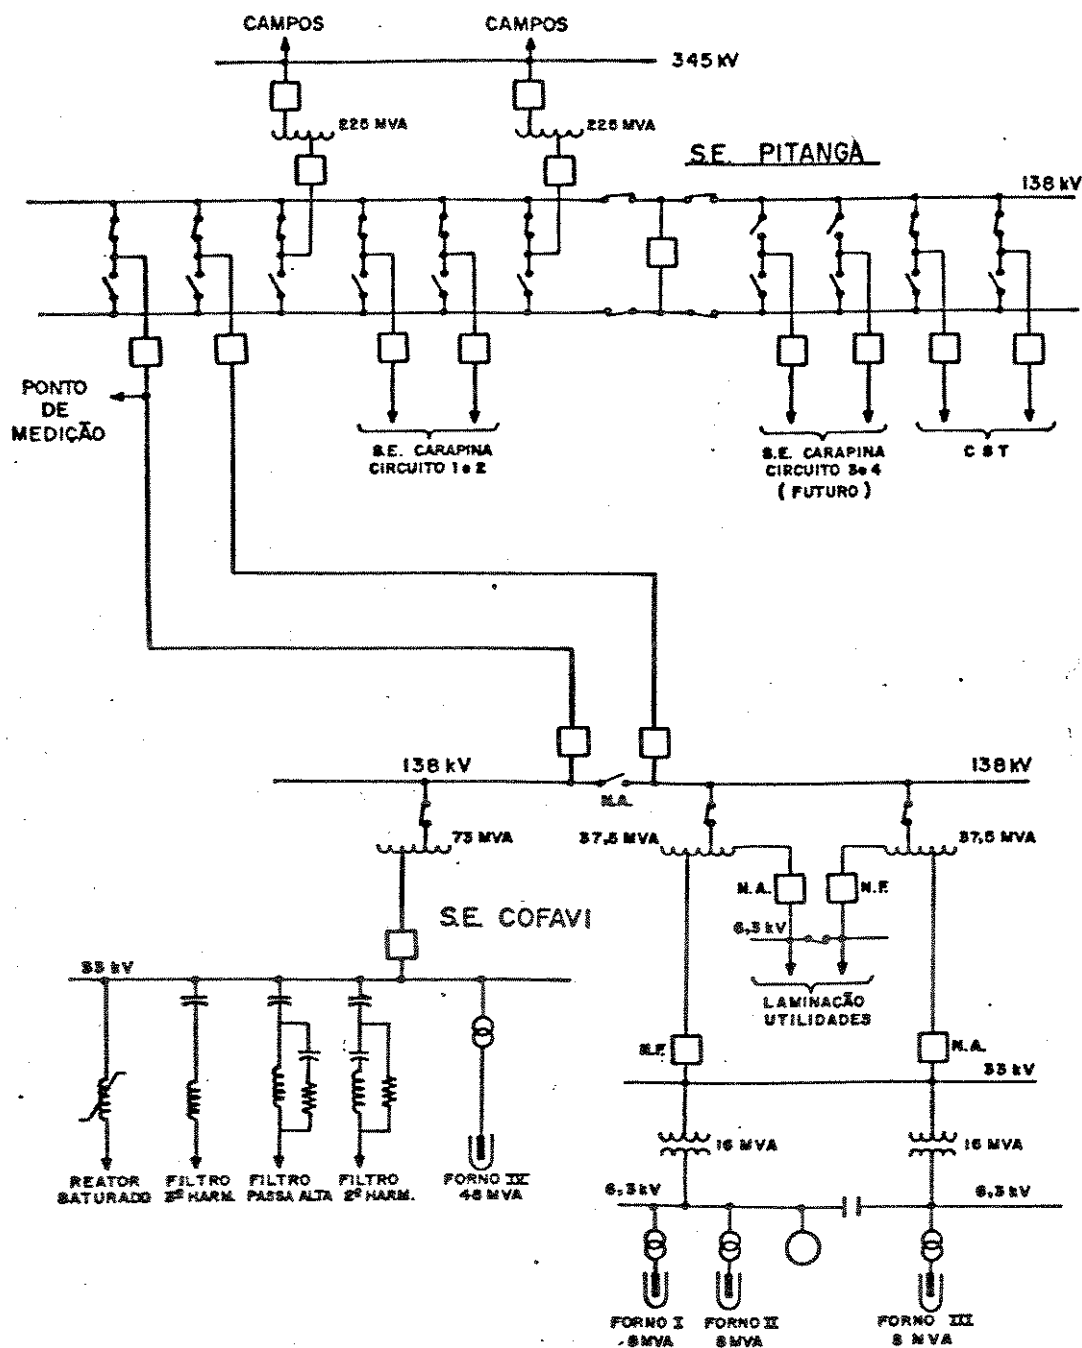 CAMPOS
CAMPOS
345 kV
225 MVA
225 MVA
S.E. PITANGA
138 kV
PONTO
DE
MEDIÇÃO
S.E. CARAPINA
CIRCUITO 1 e 2
S.E. CARAPINA
CIRCUITO 3 e 4
( FUTURO )
C S T
138 kV
N.A.
138 kV
73 MVA
37,5 MVA
37,5 MVA
N.A.
N.F.
S.E. COFAVI
6,3 kV
33 kV
LAMINAÇÃO
UTILIDADES
N.F.
N.A.
33 kV
16 MVA
16 MVA
REATOR
SATURADO
FILTRO
3º HARM.
FILTRO
PASSA ALTA
FILTRO
2º HARM.
FORNO IV
46 MVA
6,3 kV
6,3 kV
FORNO I
8 MVA
FORNO II
8 MVA
FORNO III
8 MVA